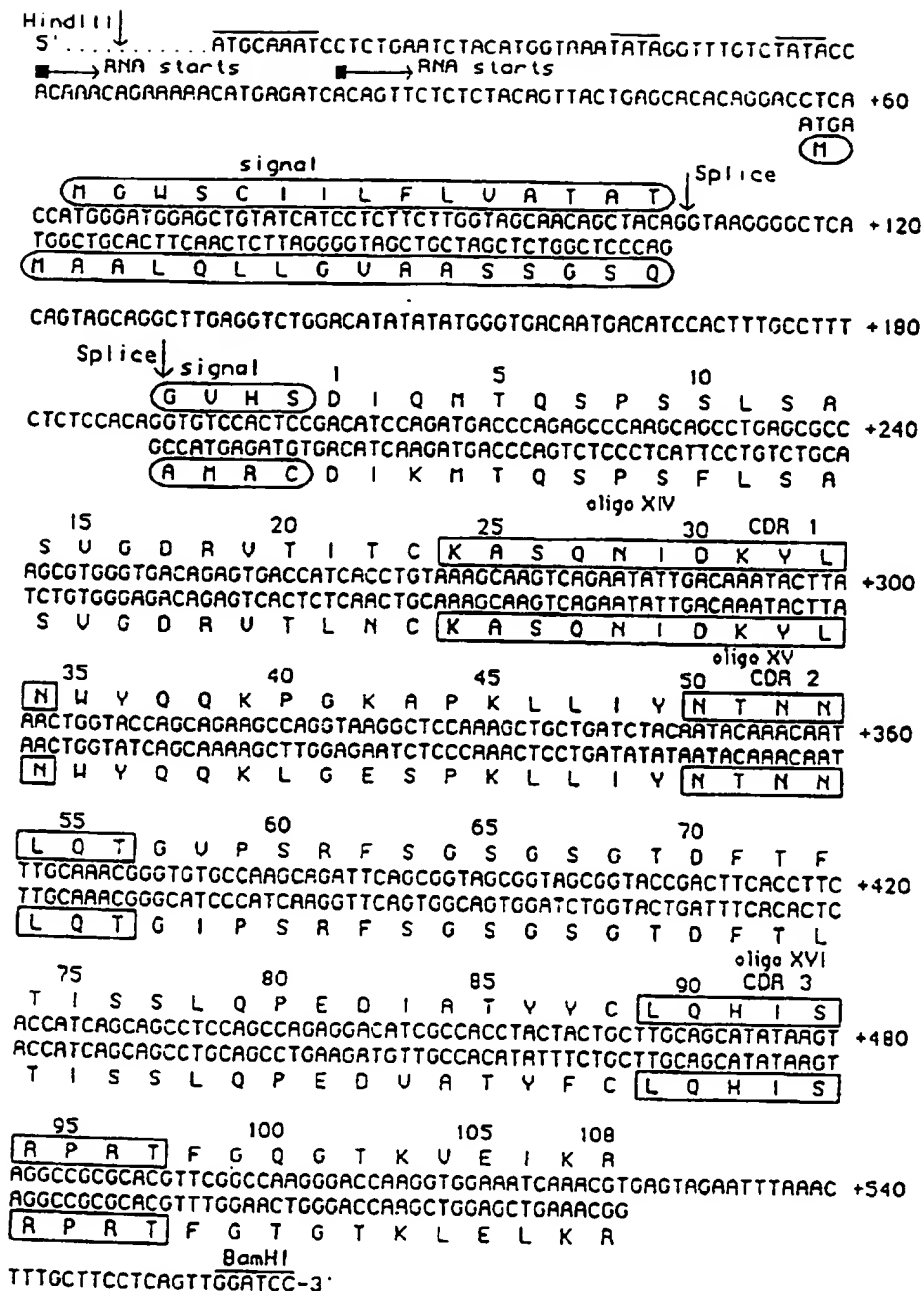 HindIII
5'..........ATGCAAATCCTCTGAATCTACATGGTAAATATAGGTTTGTCTATACC
RNA starts RNA starts
ACAAACAGAAAAACATGAGATCACAGTTCTCTCTACAGTTACTGAGCACACAGGACCTCA +60
ATGA
M
signal Splice
M G W S C I I L F L V A T A T
CCATGGGATGGAGCTGTATCATCCTCTTCTTGGTAGCAACAGCTACAGGTAAGGGGCTCA +120
TGGCTGCACTTCAACTCTTAGGGGTAGCTGCTAGCTCTGGCTCCCAG
M A A L Q L L G V A A S S G S Q
CAGTAGCAGGCTTGAGGTCTGGACATATATATGGGTGACAATGACATCCACTTTGCCTTT +180
Splice signal 1 5 10
G V H S D I Q M T Q S P S S L S A
CTCTCCACAGGTGTCCACTCCGACATCCAGATGACCCAGAGCCCAAGCAGCCTGAGCGCC +240
GCCATGAGATGTGACATCAAGATGACCCAGTCTCCCTCATTCCTGTCTGCA
A M R C D I K M T Q S P S F L S A
oligo XIV
15 20 25 30 CDR 1
S V G D R V T I T C K A S Q N I D K Y L
AGCGTGGGTGACAGAGTGACCATCACCTGTAAAGCAAGTCAGAATATTGACAAATACTTA +300
TCTGTGGGAGACAGAGTCACTCTCAACTGCAAAGCAAGTCAGAATATTGACAAATACTTA
S V G D R V T L N C K A S Q N I D K Y L
oligo XV
35 40 45 50 CDR 2
N W Y Q Q K P G K A P K L L I Y N T N N
AACTGGTACCAGCAGAAGCCAGGTAAGGCTCCAAAGCTGCTGATCTACAATACAAACAAT +360
AACTGGTATCAGCAAAAGCTTGGAGAATCTCCCAAACTCCTGATATATAATACAAACAAT
N W Y Q Q K L G E S P K L L I Y N T N N
55 60 65 70
L Q T G V P S R F S G S G S G T D F T F
TTGCAAACGGGTGTGCCAAGCAGATTCAGCGGTAGCGGTAGCGGTACCGACTTCACCTTC +420
TTGCAAACGGGCATCCCATCAAGGTTCAGTGGCAGTGGATCTGGTACTGATTTCACACTC
L Q T G I P S R F S G S G S G T D F T L
oligo XVI
75 80 85 90 CDR 3
T I S S L Q P E D I A T Y Y C L Q H I S
ACCATCAGCAGCCTCCAGCCAGAGGACATCGCCACCTACTACTGCTTGCAGCATATAAGT +480
ACCATCAGCAGCCTGCAGCCTGAAGATGTTGCCACATATTTCTGCTTGCAGCATATAAGT
T I S S L Q P E D V A T Y F C L Q H I S
95 100 105 108
R P R T F G Q G T K V E I K R
AGGCCGCGCACGTTCGGCCAAGGGACCAAGGTGGAAATCAAACGTGAGTAGAATTTAAAC +540
AGGCCGCGCACGTTTGGAACTGGGACCAAGCTGGAGCTGAAACGG
R P R T F G T G T K L E L K R
BamHI
TTTGCTTCCTCAGTTGGATCC-3'